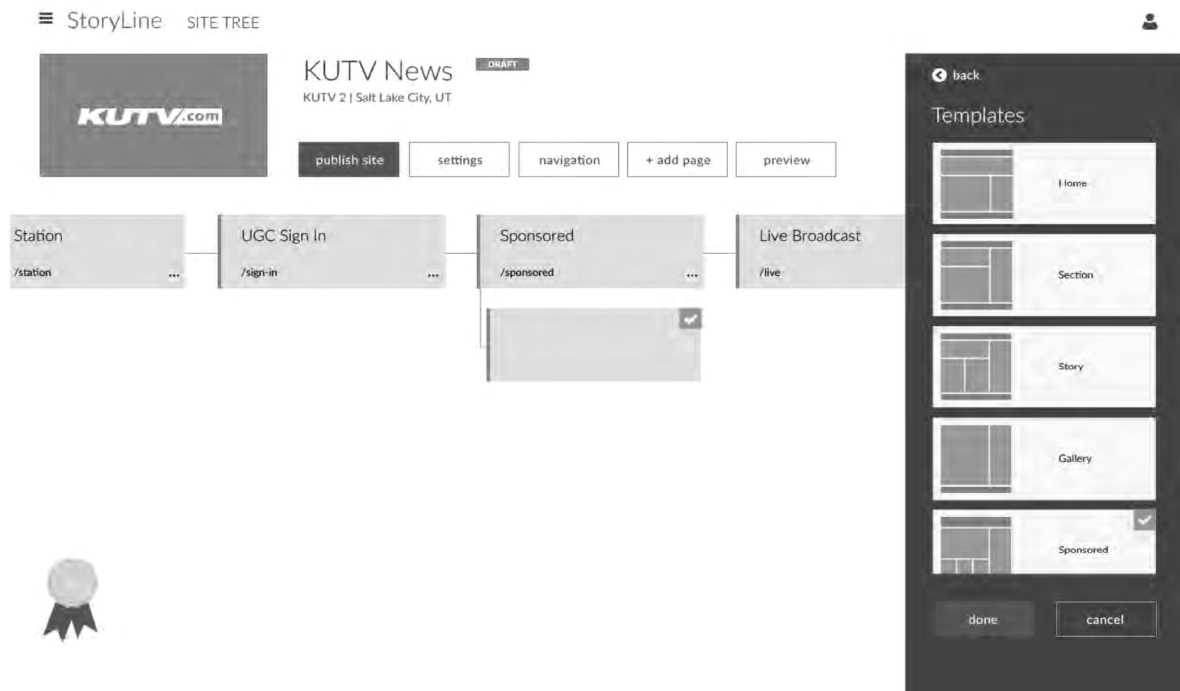 StoryLine SITE TREE
KUTV.com
KUTV News DRAFT
KUTV 2 | Salt Lake City, UT
publish site
settings
navigation
+ add page
preview
Station
/station
...
UGC Sign In
/sign-in
...
Sponsored
/sponsored
...
Live Broadcast
/live
back
Templates
Home
Section
Story
Gallery
Sponsored
done
cancel